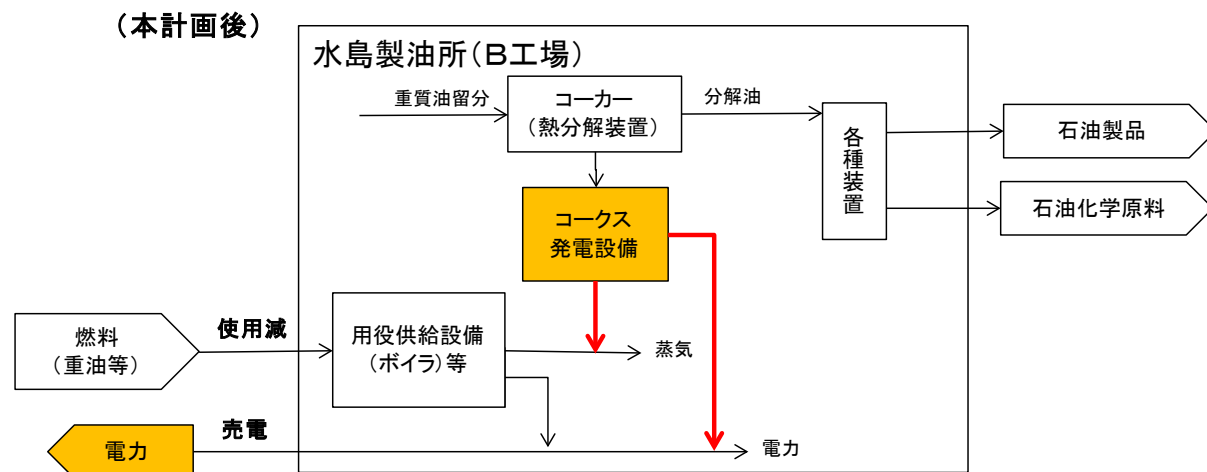 （本計画後）
水島製油所（Ｂ工場）
重質油留分
コーカー
（熱分解装置）
分解油
各種装置
石油製品
石油化学原料
コークス
発電設備
燃料
（重油等）
使用減
用役供給設備
（ボイラ）等
蒸気
電力
売電
電力